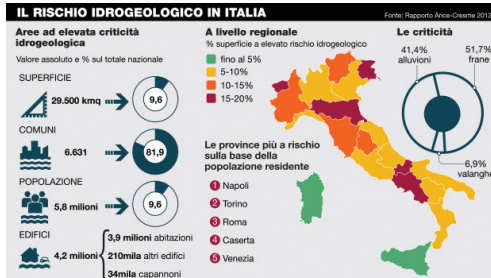 IL RISCHIO IDROGEOLOGICO IN ITALIA
Fonte: Rapporto Ance-Cresme 2012
Aree ad elevata criticità
idrogeologica
Valore assoluto e % sul totale nazionale
SUPERFICIE
29.500 kmq
9,6
COMUNI
6.631
81,9
POPOLAZIONE
5,8 milioni
9,6
EDIFICI
4,2 milioni
3,9 milioni abitazioni
210mila altri edifici
34mila capannoni
A livello regionale
% superficie a elevato rischio idrogeologico
fino al 5%
5-10%
10-15%
15-20%
Le province più a rischio
sulla base della
popolazione residente
1 Napoli
2 Torino
3 Roma
4 Caserta
5 Venezia
Le criticità
41,4%
alluvioni
51,7%
frane
6,9%
valanghe